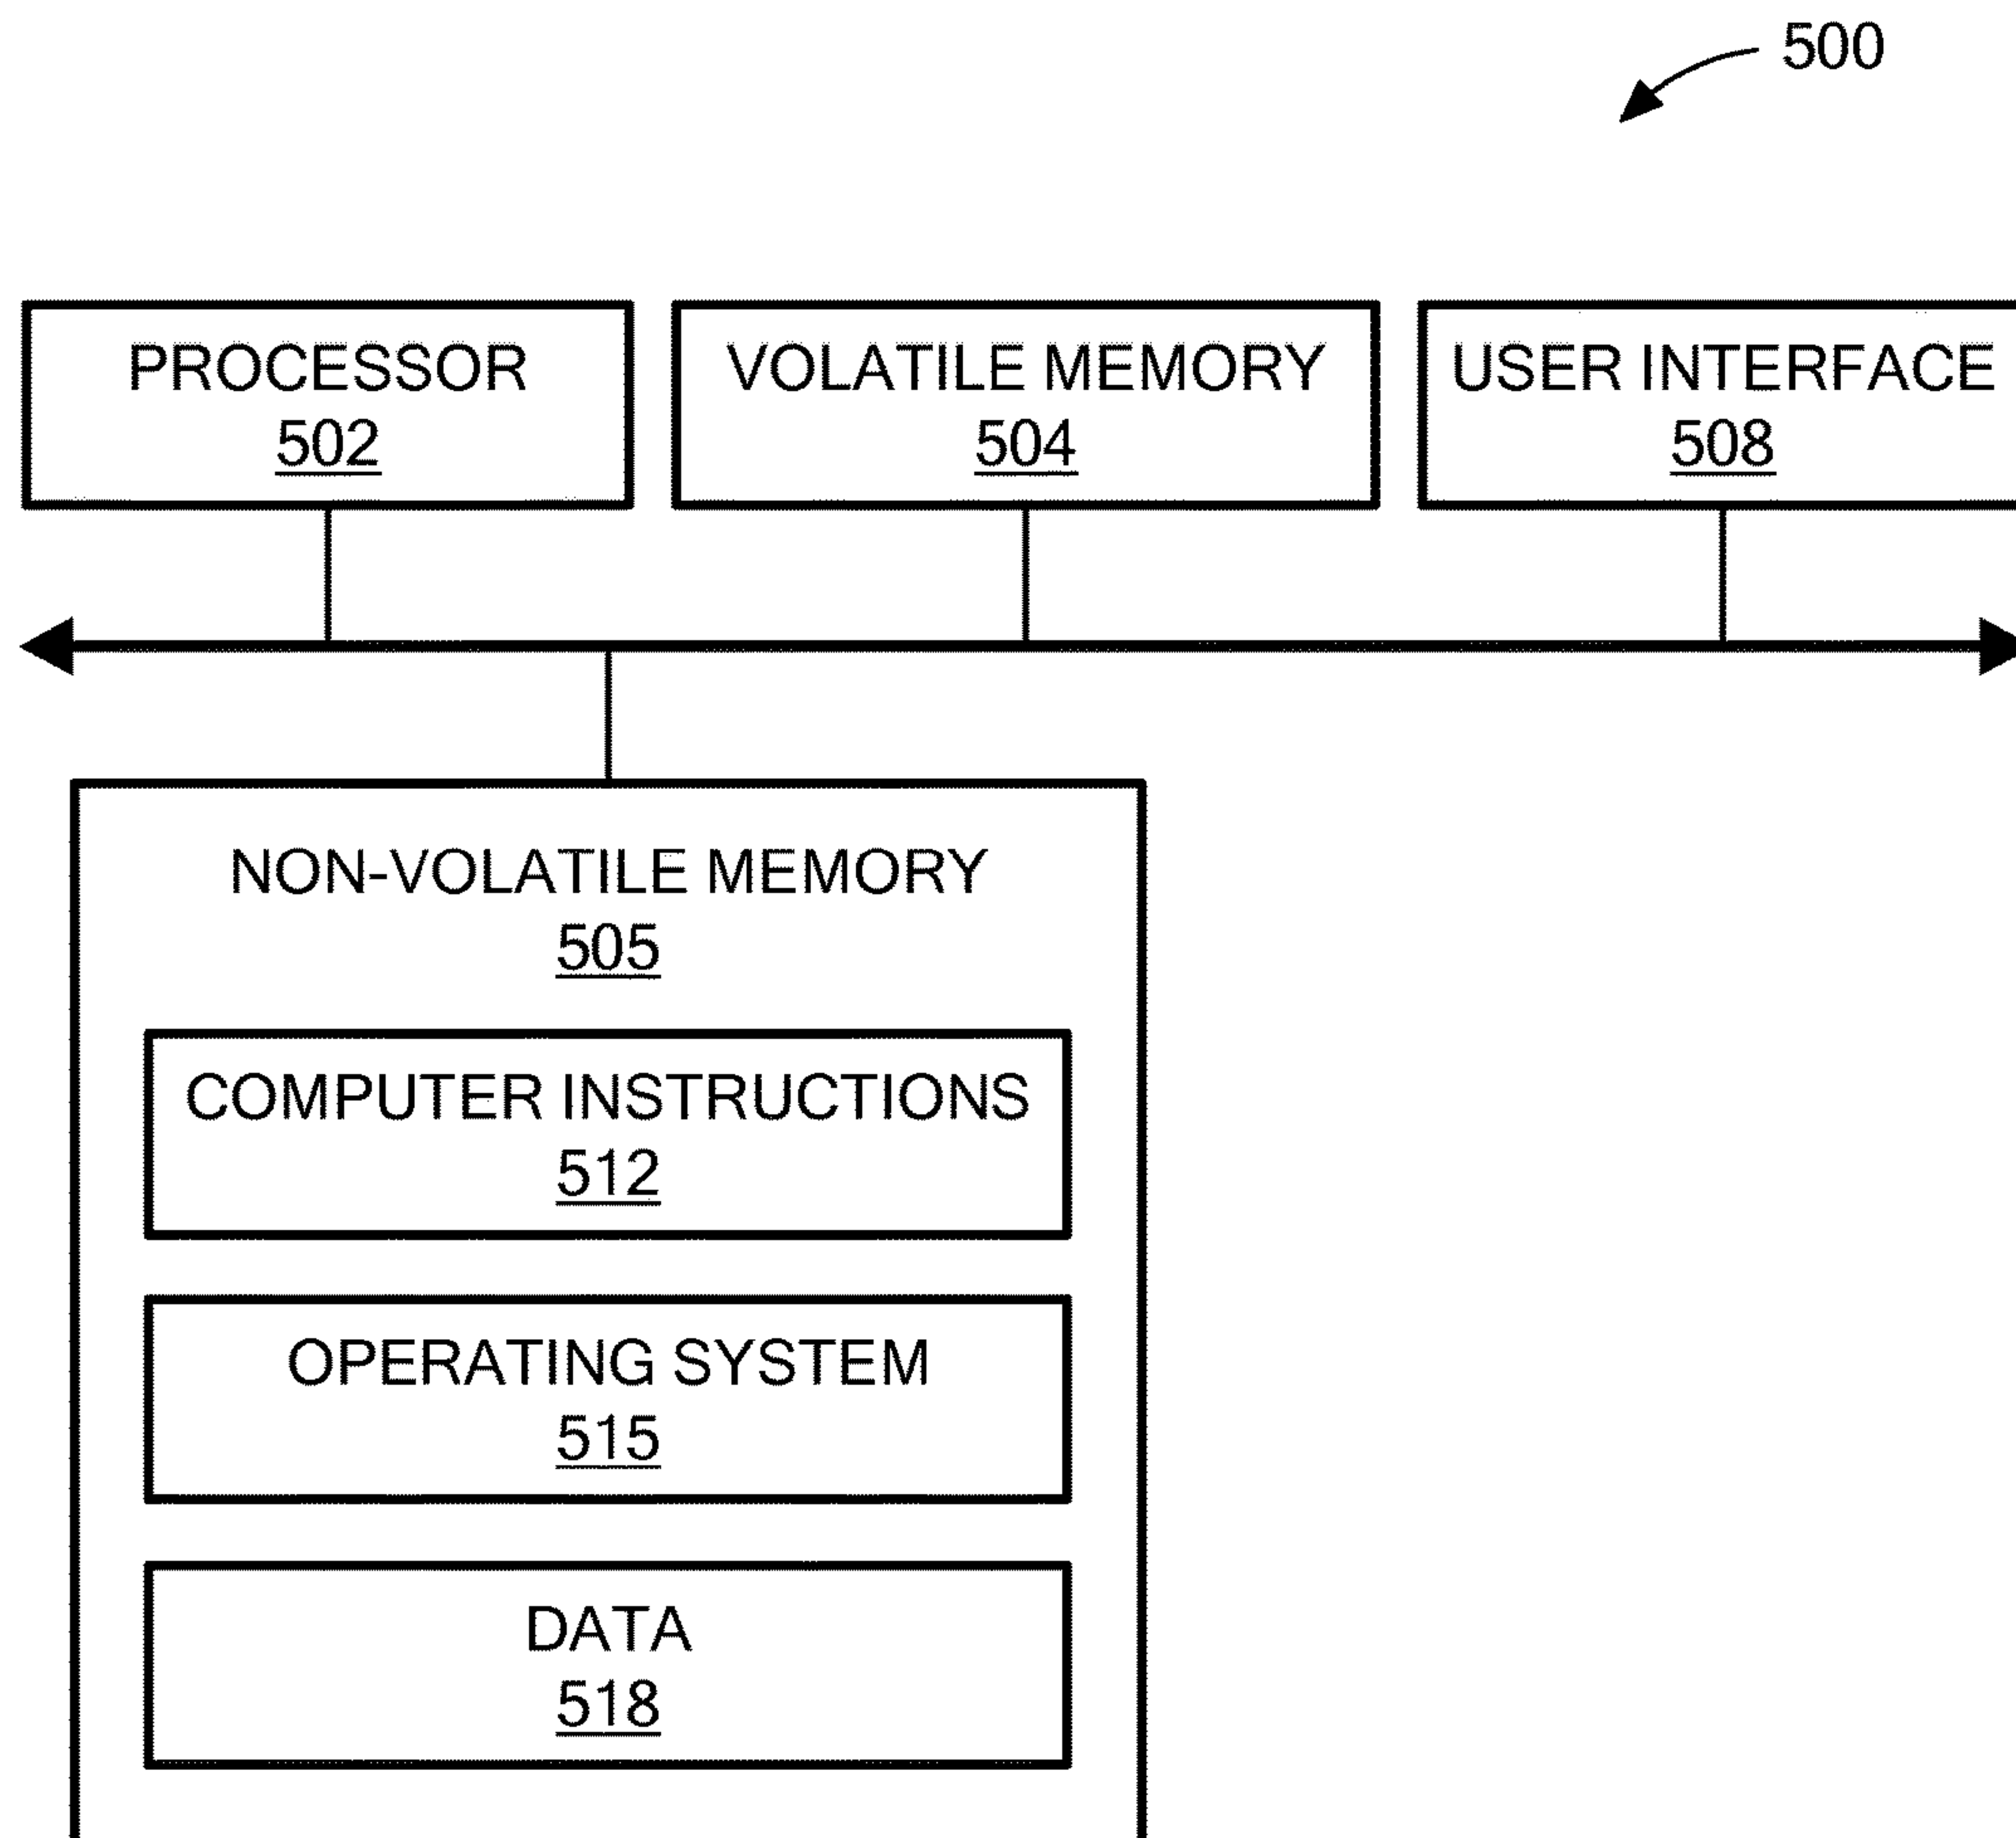 500
PROCESSOR
502
VOLATILE MEMORY
504
USER INTERFACE
508
NON-VOLATILE MEMORY
505
COMPUTER INSTRUCTIONS
512
OPERATING SYSTEM
515
DATA
518